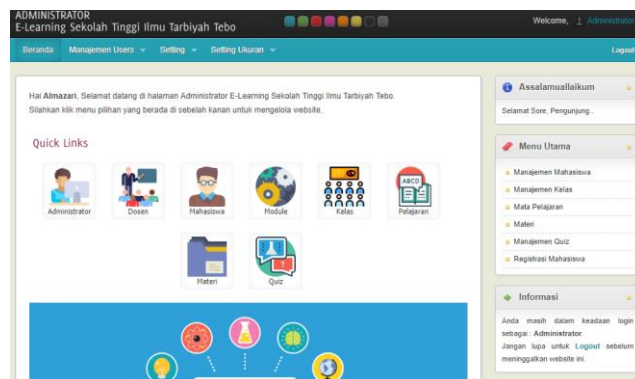 ADMINISTRATOR
E-Learning Sekolah Tinggi Ilmu Tarbiyah Tebo
Welcome, Administrator
Beranda Manajemen Users Setting Setting Ukuran Logout
Hai Almazari, Selamat datang di halaman Administrator E-Learning Sekolah Tinggi Ilmu Tarbiyah Tebo.
Silahkan klik menu pilihan yang berada di sebelah kanan untuk mengelola website.
Quick Links
Administrator Dosen Mahasiswa Module Kelas Pelajaran
ABCD
Materi Quiz
Assalamuallaikum
Selamat Sore, Pengunjung..
Menu Utama
Manajemen Mahasiswa
Manajemen Kelas
Mata Pelajaran
Materi
Manajemen Quiz
Registrasi Mahasiswa
Informasi
Anda masih dalam keadaan login
sebagai : Administrator
Jangan lupa untuk Logout sebelum
meninggalkan website ini.